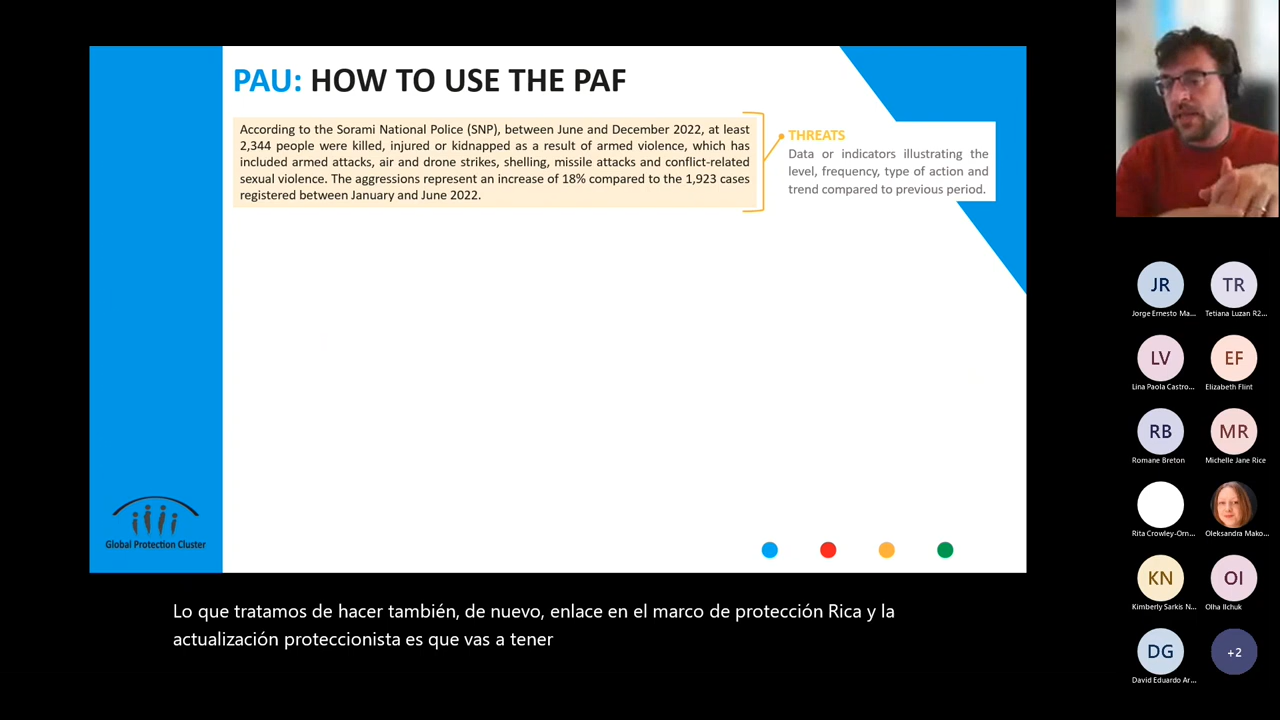 PAU: HOW TO USE THE PAF
According to the Sorami National Police (SNP), between June and December 2022, at least
2,344 people were killed, injured or kidnapped as a result of armed violence, which has
included armed attacks, air and drone strikes, shelling, missile attacks and conflict-related
sexual violence. The aggressions represent an increase of 18% compared to the 1,923 cases
registered between January and June 2022.
THREATS
Data or indicators illustrating the
level, frequency, type of action and
trend compared to previous period.
Global Protection Cluster
Lo que tratamos de hacer también, de nuevo, enlace en el marco de protección Rica y la
actualización proteccionista es que vas a tener
JR
Jorge Ernesto Ma...
TR
Tetiana Luzan R2...
LV
Lina Paola Castro...
EF
Elizabeth Flint
RB
Romane Breton
MR
Michelle Jane Rice
Rita Crowley-Orn...
Oleksandra Mako...
KN
Kimberly Sarkis N...
OI
Olha Ilchuk
DG
David Eduardo Ar...
+2